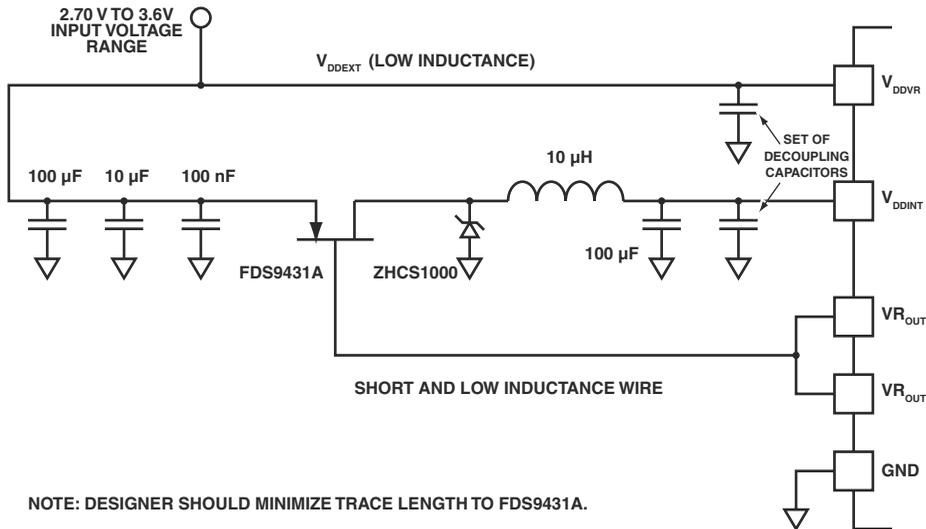 2.70 V TO 3.6V
INPUT VOLTAGE
RANGE
VDDEXT (LOW INDUCTANCE)
VDDVR
SET OF
DECOUPLING
CAPACITORS
100 µF
10 µF
100 nF
10 µH
VDDINT
100 µF
FDS9431A
ZHCS1000
VROUT
SHORT AND LOW INDUCTANCE WIRE
VROUT
GND
NOTE: DESIGNER SHOULD MINIMIZE TRACE LENGTH TO FDS9431A.